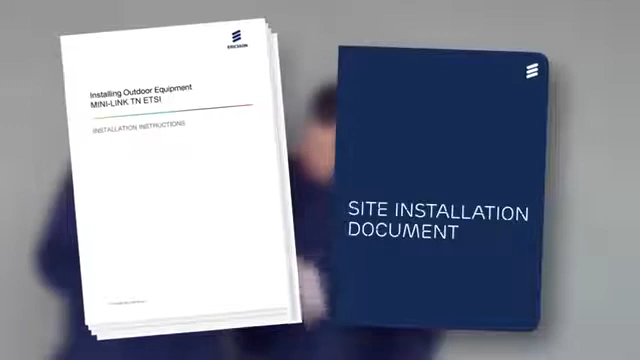 ERICSSON
Installing Outdoor Equipment
MINI-LINK TN ETSI
INSTALLATION INSTRUCTIONS
SITE INSTALLATION
DOCUMENT